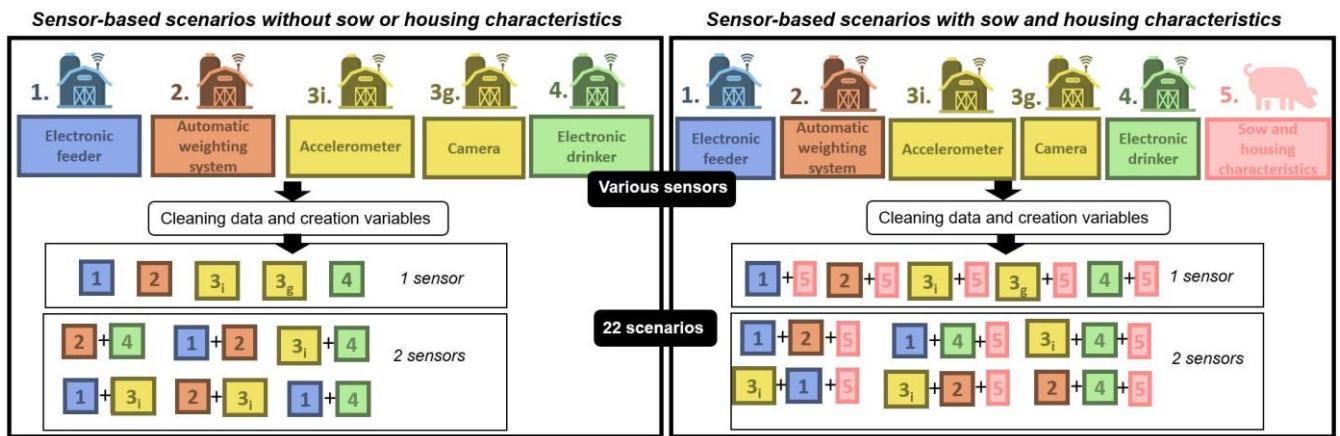 Sensor-based scenarios without sow or housing characteristics
1. 2. 3i. 3g. 4.
Electronic feeder
Automatic weighting system
Accelerometer
Camera
Electronic drinker
Cleaning data and creation variables
1 2 3i 3g 4 1 sensor
2+4 1+2 3i+4
2 sensors
1+3i 2+3i 1+4
Various sensors
22 scenarios
Sensor-based scenarios with sow and housing characteristics
1. 2. 3i. 3g. 4. 5.
Electronic feeder
Automatic weighting system
Accelerometer
Camera
Electronic drinker
Sow and housing characteristics
Cleaning data and creation variables
1+5 2+5 3i+5 3g+5 4+5 1 sensor
1+2+5 1+4+5 3i+4+5
2 sensors
3i+1+5 3i+2+5 2+4+5